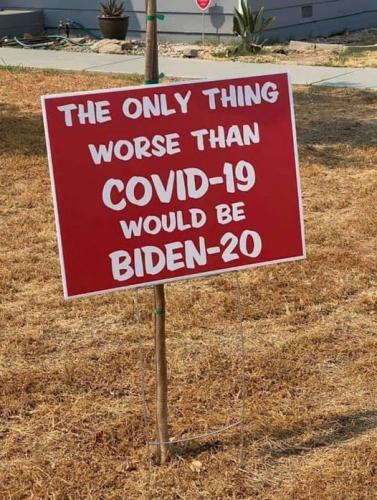 THE ONLY THING
WORSE THAN
COVID-19
WOULD BE
BIDEN-20